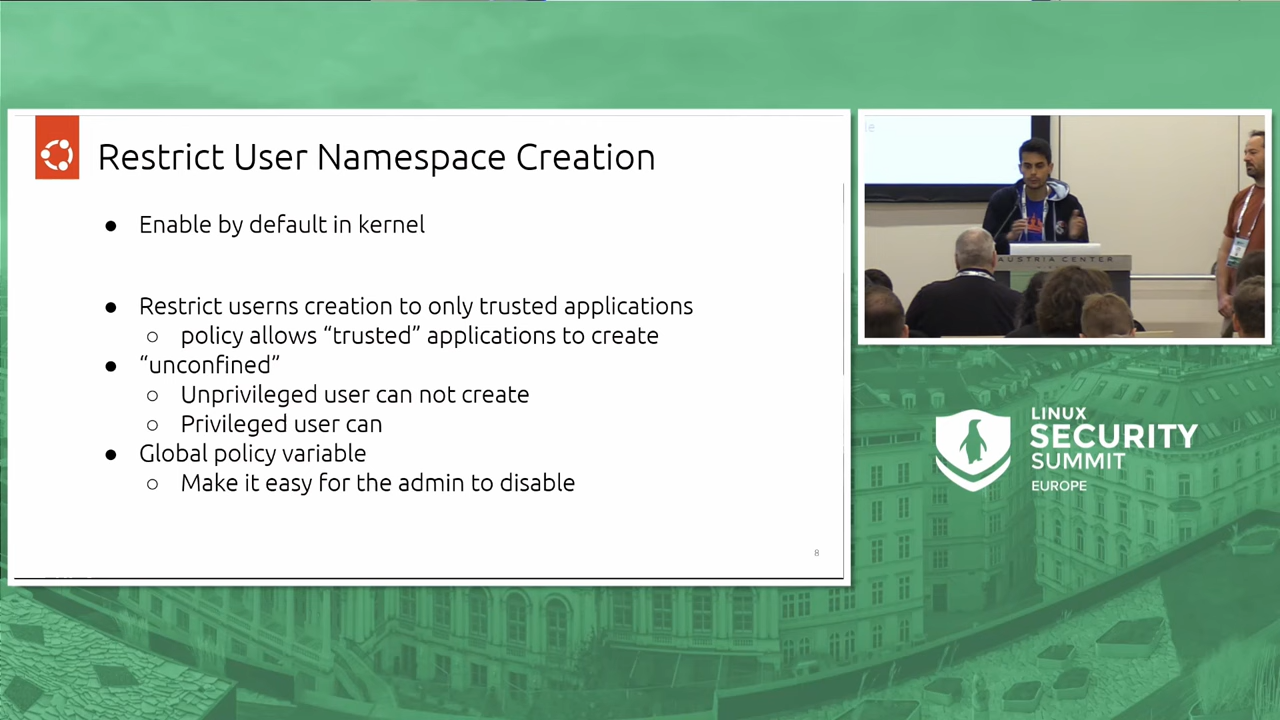 Restrict User Namespace Creation
● Enable by default in kernel
● Restrict userns creation to only trusted applications
○ policy allows “trusted” applications to create
● “unconfined”
○ Unprivileged user can not create
○ Privileged user can
● Global policy variable
○ Make it easy for the admin to disable
8
le
AUSTRIA CENTER
LINUX
SECURITY
SUMMIT
EUROPE